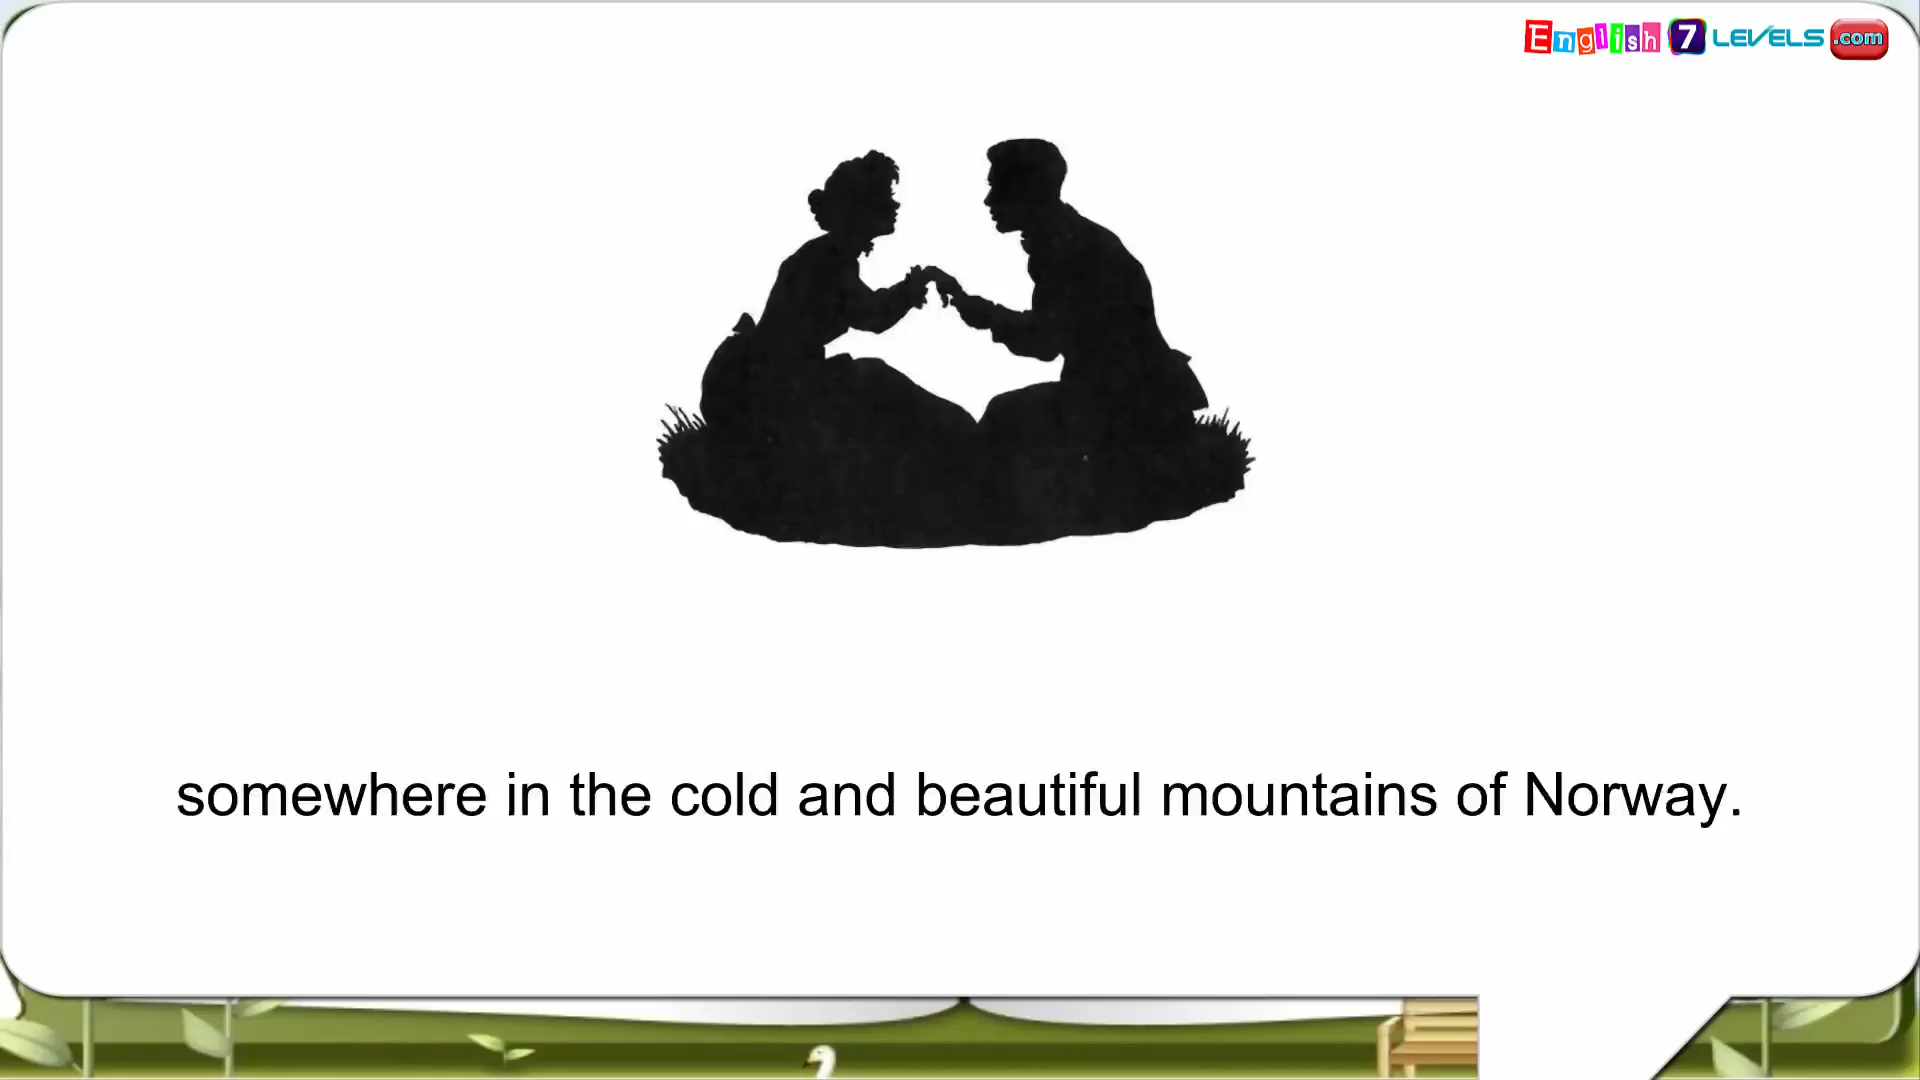 English 7 LEVELS .com
somewhere in the cold and beautiful mountains of Norway.